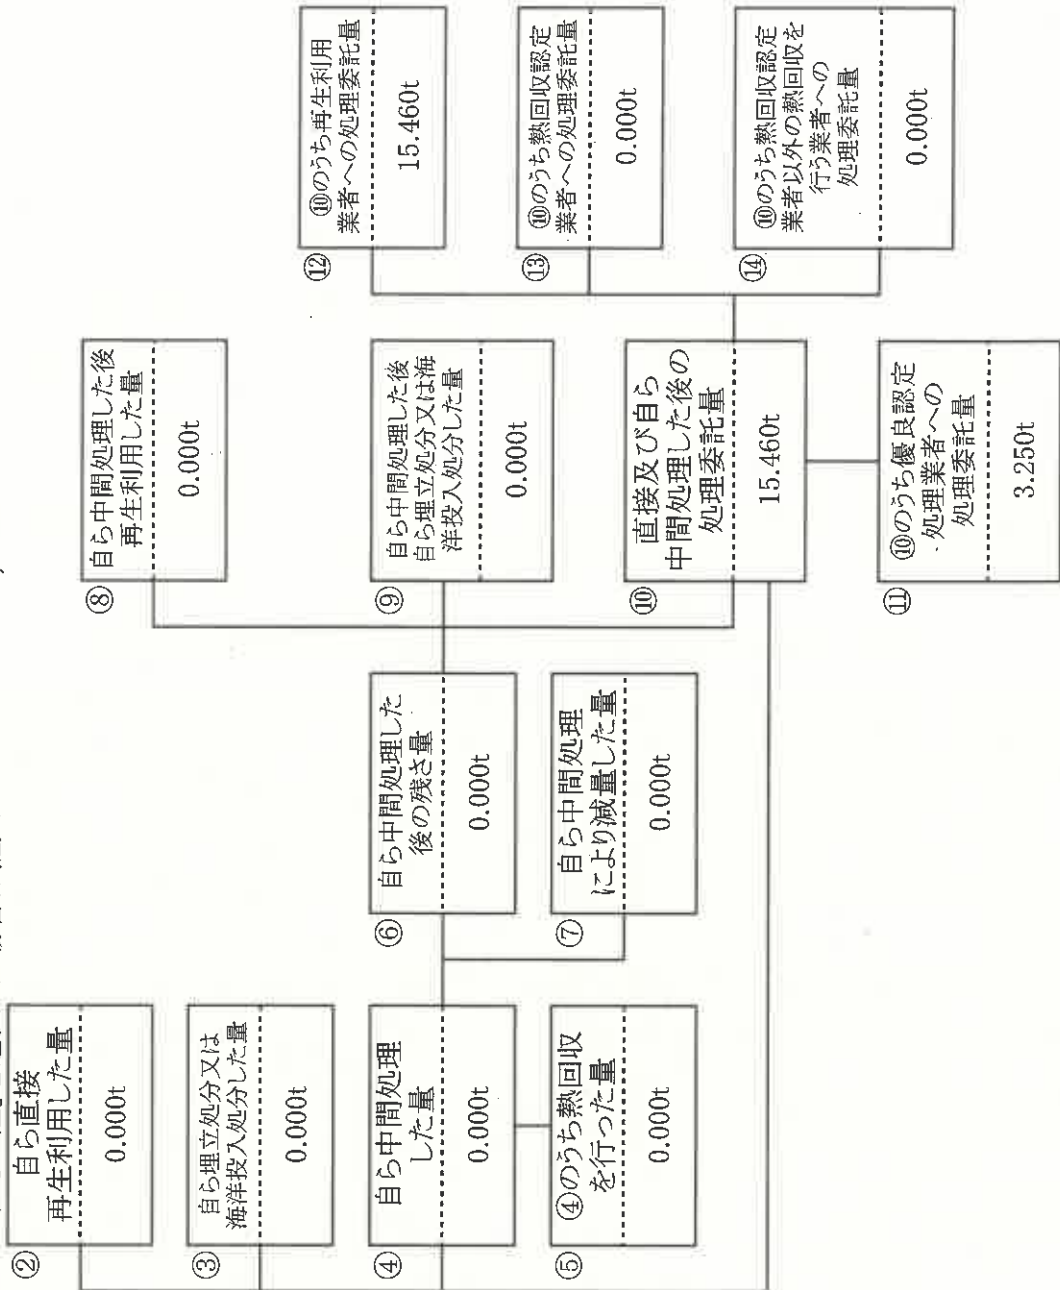 ②
自ら直接
再生利用した量
0.000t
③
自ら埋立処分又は
海洋投入処分した量
0.000t
④
自ら中間処理
した量
0.000t
⑤
④のうち熱回収
を行った量
0.000t
⑥
自ら中間処理した
後の残さ量
0.000t
⑦
自ら中間処理
により減量した量
0.000t
⑧
自ら中間処理した後
再生利用した量
0.000t
⑨
自ら中間処理した後
自ら埋立処分又は海
洋投入処分した量
0.000t
⑩
直接及び自ら
中間処理した後の
処理委託量
15.460t
⑪
⑩のうち優良認定
処理業者への
処理委託量
3.250t
⑫
⑩のうち再生利用
業者への処理委託量
15.460t
⑬
⑩のうち熱回収認定
業者への処理委託量
0.000t
⑭
⑩のうち熱回収認定
業者以外の熱回収を
行う業者への
処理委託量
0.000t